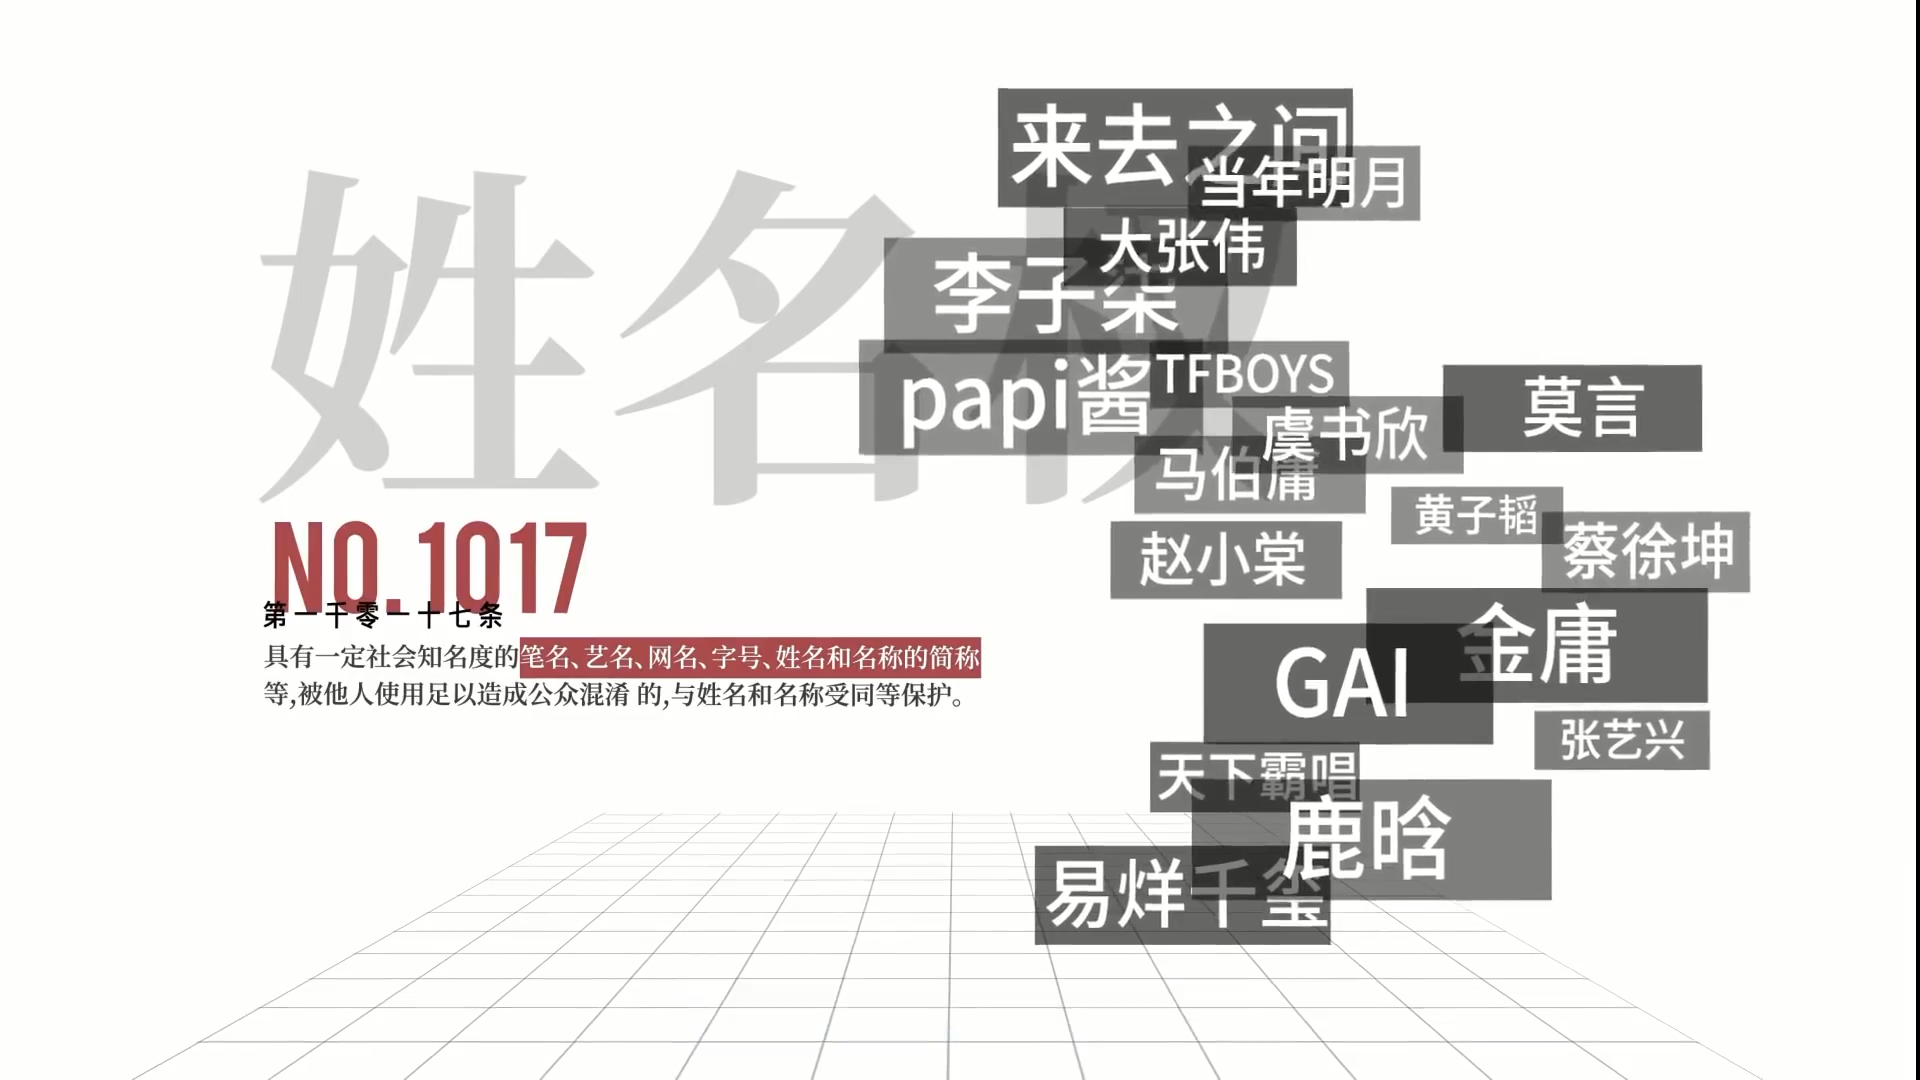 姓名权
NO.1017
第一千零一十七条
具有一定社会知名度的笔名、艺名、网名、字号、姓名和名称的简称
等,被他人使用足以造成公众混淆 的,与姓名和名称受同等保护。
来去之间
当年明月
大张伟
李子柒
papi酱
TFBOYS
莫言
虞书欣
马伯庸
黄子韬
蔡徐坤
赵小棠
金庸
GAI
张艺兴
天下霸唱
鹿晗
易烊千玺